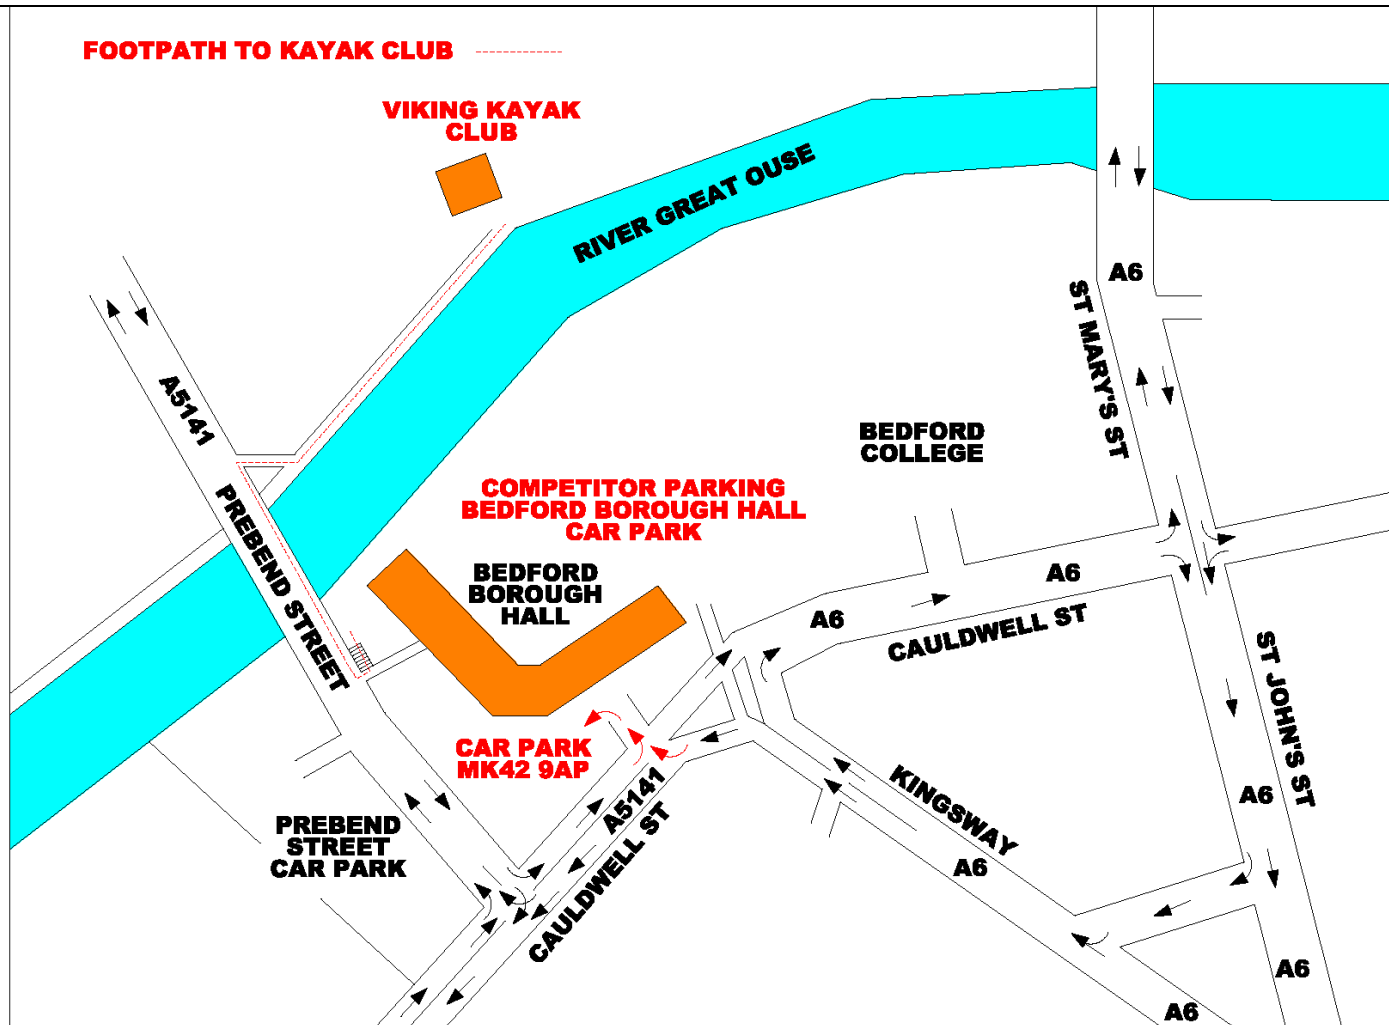 FOOTPATH TO KAYAK CLUB
VIKING KAYAK
CLUB
RIVER GREAT OUSE
A6
ST MARY'S ST
A5141
PREBEND STREET
BEDFORD
COLLEGE
COMPETITOR PARKING
BEDFORD BOROUGH HALL
CAR PARK
BEDFORD
BOROUGH
HALL
A6
A6
CAULDWELL ST
ST JOHN'S ST
CAR PARK
MK42 9AP
A5141
CAULDWELL ST
KINGSWAY
A6
A6
PREBEND
STREET
CAR PARK
A6
A6